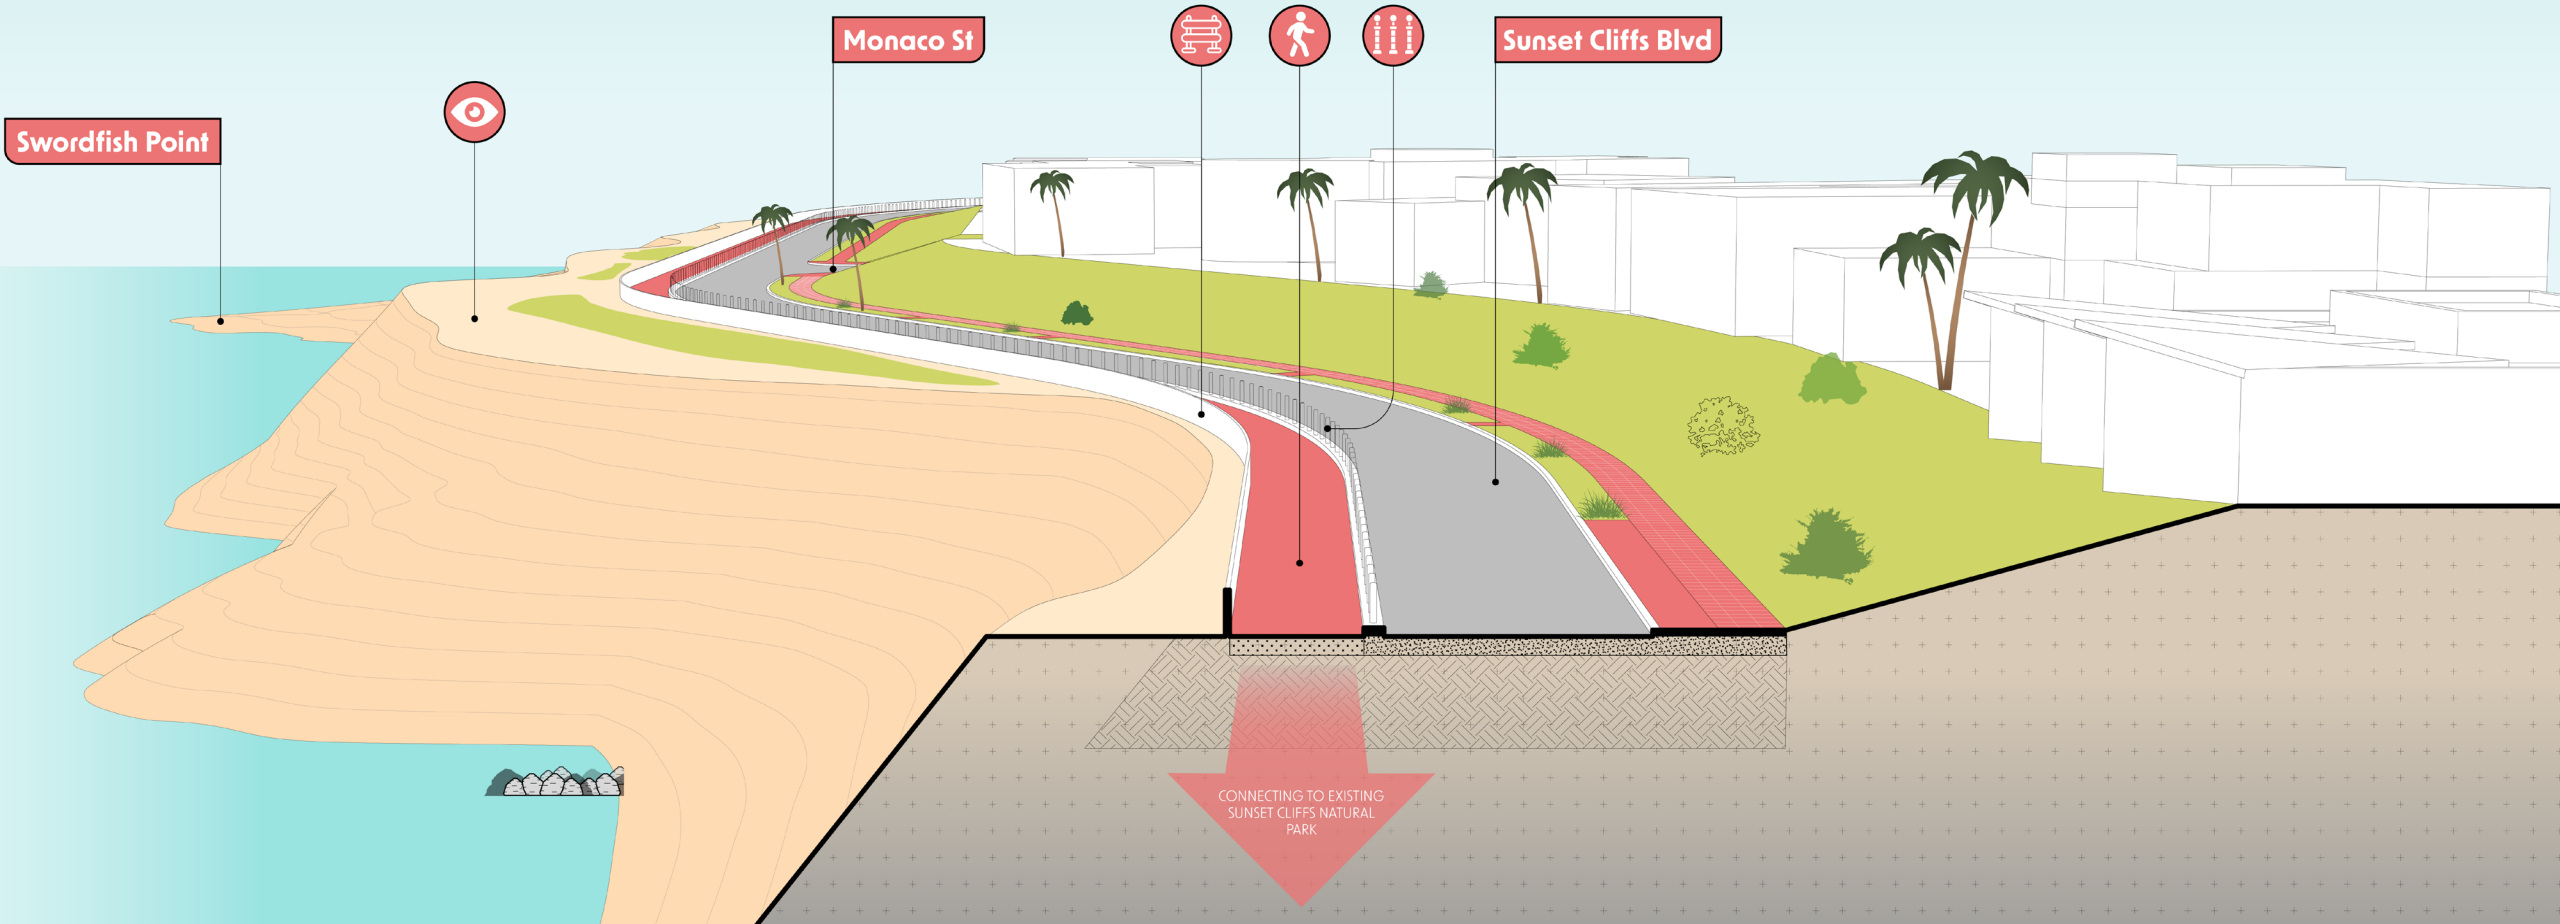 Monaco St
Sunset Cliffs Blvd
Swordfish Point
CONNECTING TO EXISTING
SUNSET CLIFFS NATURAL
PARK